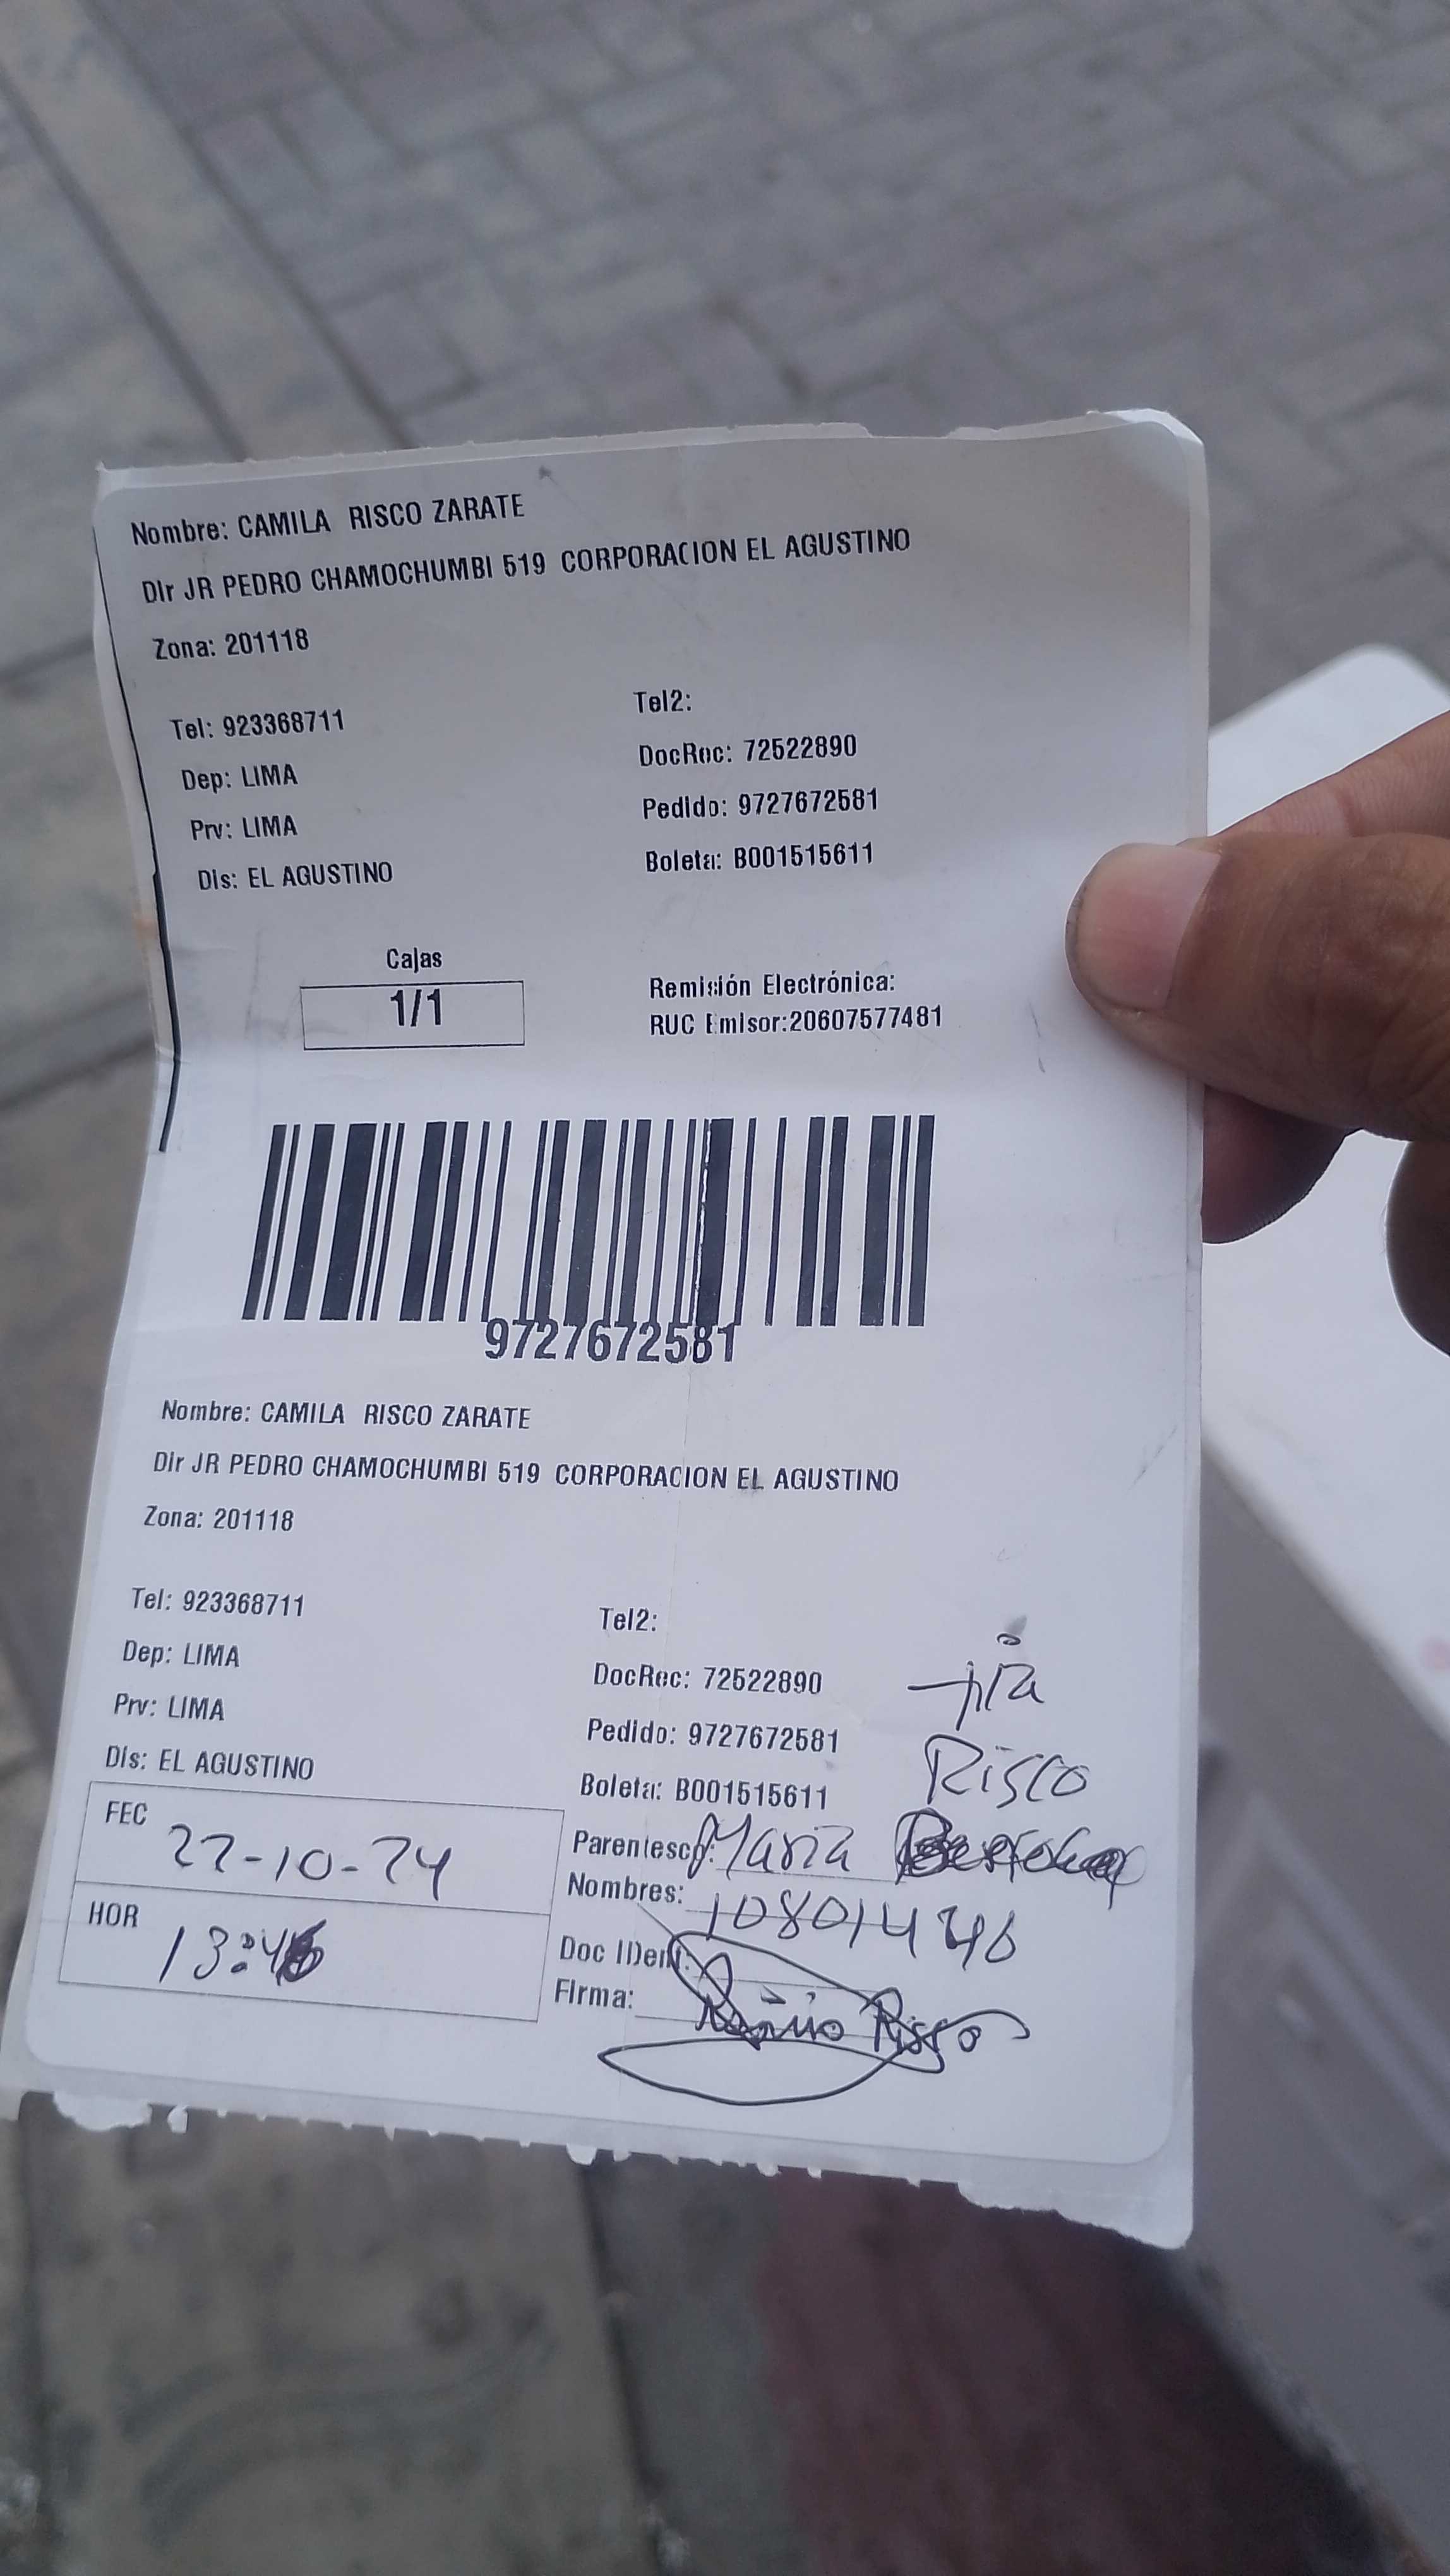 Nombre: CAMILA RISCO ZARATE
Dir JR PEDRO CHAMOCHUMBI 519 CORPORACION EL AGUSTINO
Zona: 201118
Tel: 923368711
Tel2:
Dep: LIMA
DocRec: 72522890
Prv: LIMA
Pedido: 9727672581
Dis: EL AGUSTINO
Boleta: B001515611
Cajas
1/1
Remisión Electrónica:
RUC Emisor:20607577481
9727672581
Nombre: CAMILA RISCO ZARATE
Dir JR PEDRO CHAMOCHUMBI 519 CORPORACION EL AGUSTINO
Zona: 201118
Tel: 923368711
Tel2:
Dep: LIMA
DocRec: 72522890
Prv: LIMA
Pedido: 9727672581
Dis: EL AGUSTINO
Boleta: B001515611
tía
Risco
FEC 22-10-24
Parentesco: Maria
Nombres:
HOR
Doc Iden:
Firma: Risco